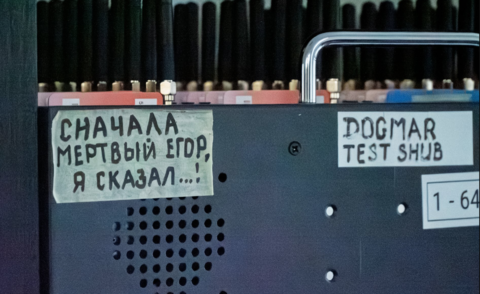 СНАЧАЛА
МЕРТВЫЙ ЕГОР,
Я СКАЗАЛ...!
DOGMAR
TEST SHUB
1 - 64